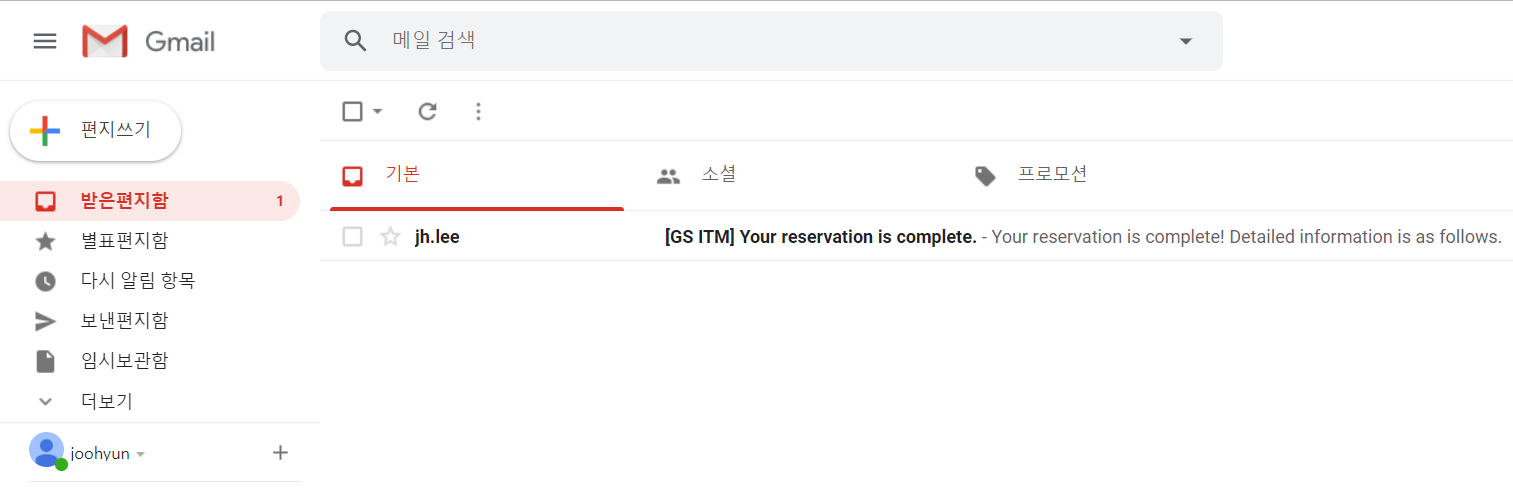 Gmail
메일 검색
편지쓰기
받은편지함 1
별표편지함
다시 알림 항목
보낸편지함
임시보관함
더보기
joohyun
기본 소셜 프로모션
jh.lee [GS ITM] Your reservation is complete. - Your reservation is complete! Detailed information is as follows.